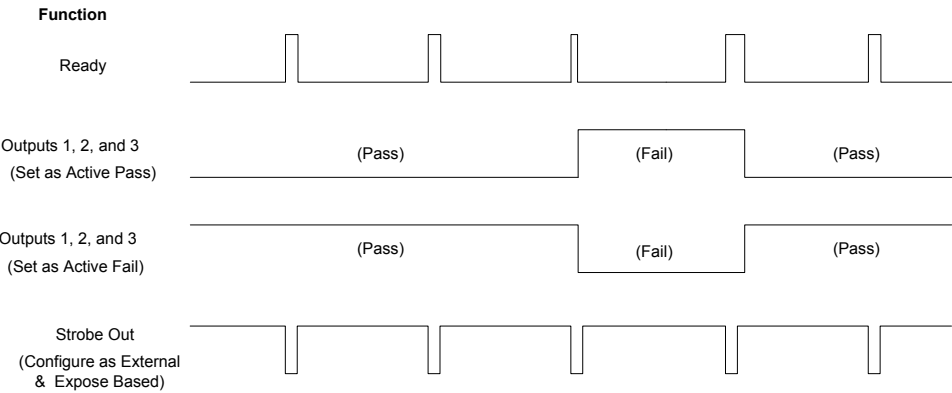 Function
Ready
Outputs 1, 2, and 3
(Set as Active Pass)
(Pass)
(Fail)
(Pass)
Outputs 1, 2, and 3
(Set as Active Fail)
(Pass)
(Fail)
(Pass)
Strobe Out
(Configure as External
& Expose Based)